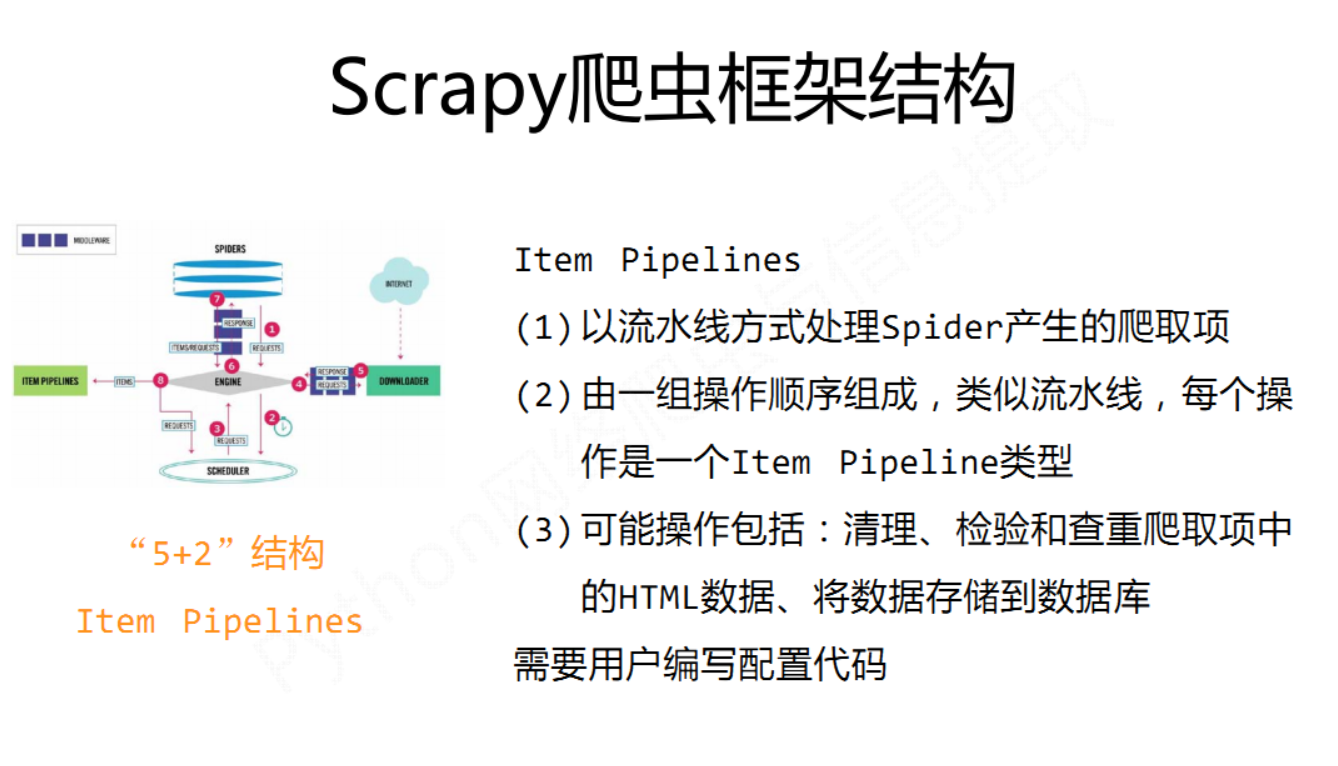 Scrapy爬虫框架结构
MIDDLEWARE
SPIDERS
INTERNET
7
RESPONSE
1
ITEMS/REQUESTS
REQUESTS
6
5
ITEM PIPELINES
ITEMS
8
ENGINE
4
RESPONSE
REQUESTS
DOWNLOADER
REQUESTS
3
REQUESTS
2
SCHEDULER
“5+2”结构
Item Pipelines
Item Pipelines
(1)以流水线方式处理Spider产生的爬取项
(2)由一组操作顺序组成，类似流水线，每个操
作是一个Item Pipeline类型
(3)可能操作包括：清理、检验和查重爬取项中
的HTML数据、将数据存储到数据库
需要用户编写配置代码